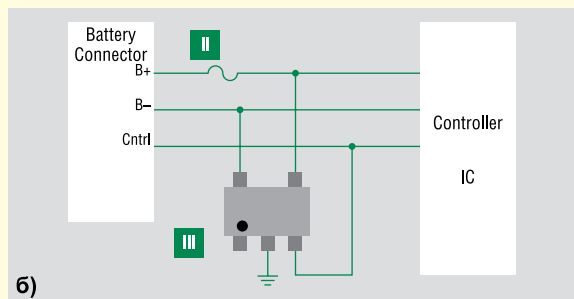 Battery
Connector
II
B+
B–
Cntrl
Controller
IC
III
б)